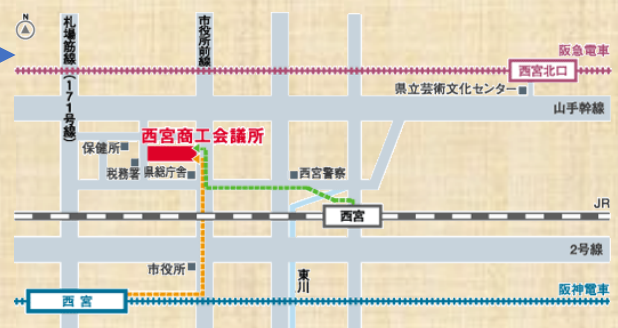 N
札場筋線(171号線)
市役所前線
阪急電車
西宮北口
県立芸術文化センター
山手幹線
西宮商工会議所
保健所
税務署
県総庁舎
西宮警察
JR
西宮
2号線
市役所
東川
阪神電車
西宮